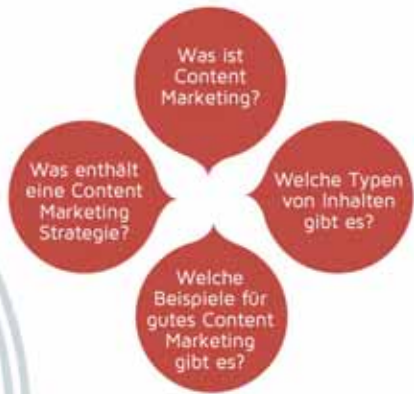 Was ist
Content
Marketing?
Was enthält
eine Content
Marketing
Strategie?
Welche Typen
von Inhalten
gibt es?
Welche
Beispiele für
gutes Content
Marketing
gibt es?